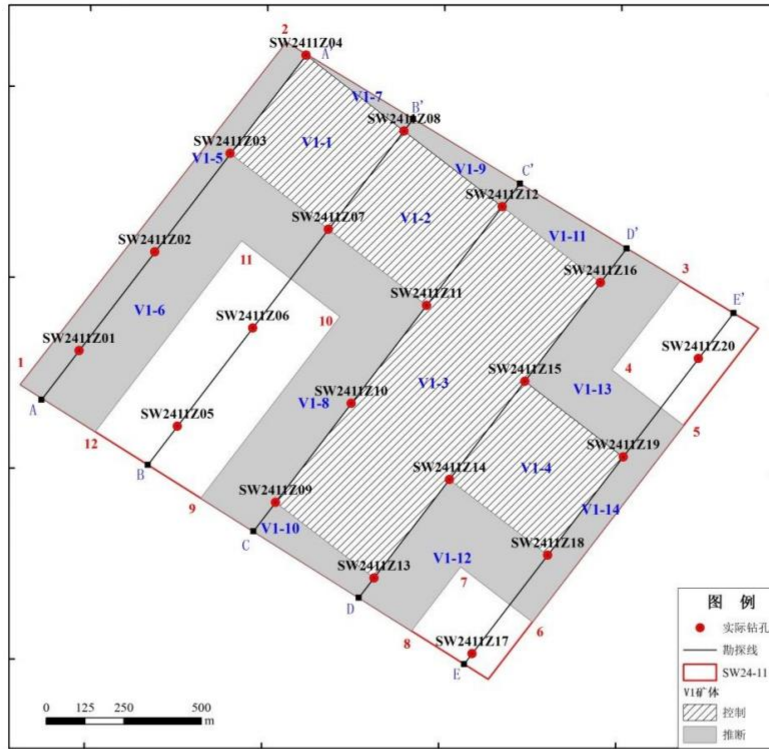 2
SW2411Z04
A'
V1-7
B'
SW2411Z08
SW2411Z03
V1-5
V1-1
V1-9
C'
SW2411Z12
SW2411Z07
V1-2
V1-11
D'
SW2411Z02
11
SW2411Z16
3
V1-6
SW2411Z11
E'
SW2411Z06
10
SW2411Z20
SW2411Z01
4
1
V1-3
SW2411Z15
V1-13
A
SW2411Z10
V1-8
12
SW2411Z05
5
B
SW2411Z19
SW2411Z14
V1-4
9
SW2411Z09
V1-14
C
V1-10
SW2411Z18
V1-12
SW2411Z13
7
D
8
6
SW2411Z17
E
图 例
实际钻孔
勘探线
SW24-11
V1矿体
控制
推断
0 125 250 500
m